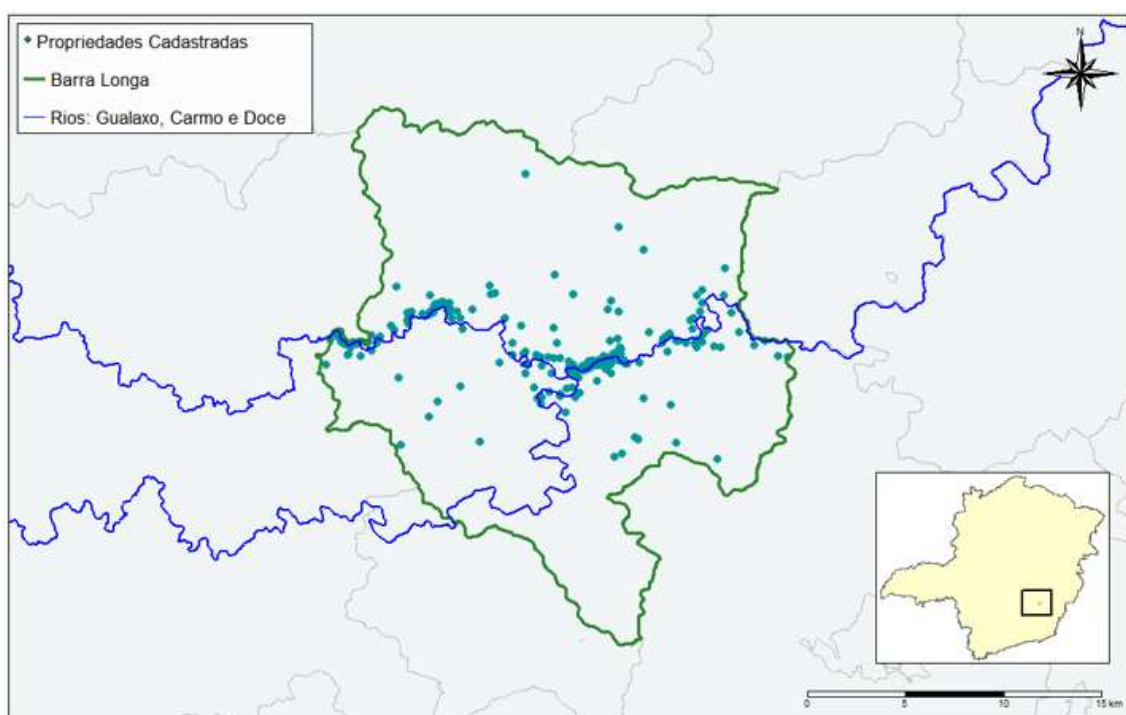 Propriedades Cadastradas
Barra Longa
Rios: Gualaxo, Carmo e Doce
N
0 5 10 15 km